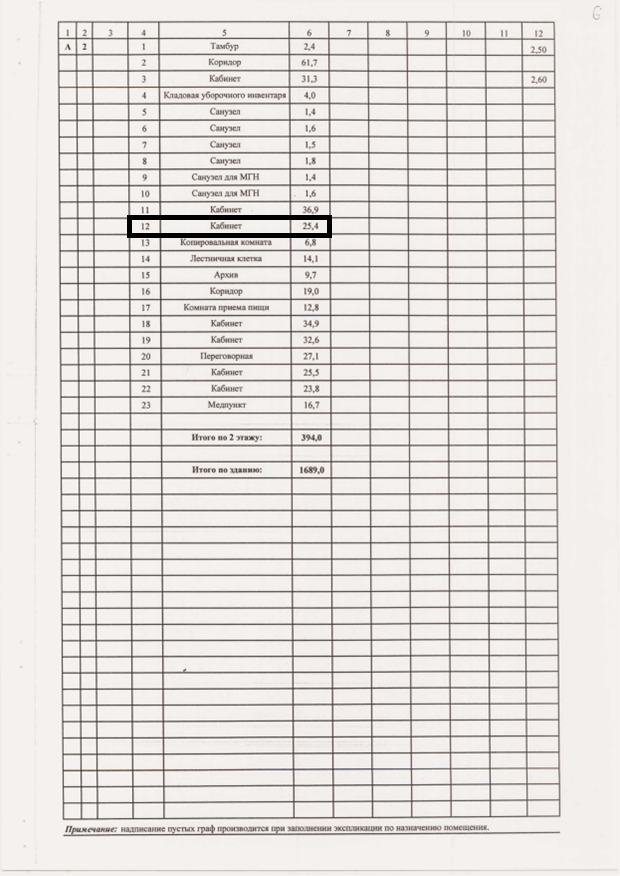 6
1 2 3 4 5 6 7 8 9 10 11 12
А 2 1 Тамбур 2,4 2,50
2 Коридор 61,7
3 Кабинет 31,3 2,60
4 Кладовая уборочного инвентаря 4,0
5 Санузел 1,4
6 Санузел 1,6
7 Санузел 1,5
8 Санузел 1,8
9 Санузел для МГН 1,4
10 Санузел для МГН 1,6
11 Кабинет 36,9
12 Кабинет 25,4
13 Копировальная комната 6,8
14 Лестничная клетка 14,1
15 Архив 9,7
16 Коридор 19,0
17 Комната приема пищи 12,8
18 Кабинет 34,9
19 Кабинет 32,6
20 Переговорная 27,1
21 Кабинет 25,5
22 Кабинет 23,8
23 Медпункт 16,7
Итого по 2 этажу: 394,0
Итого по зданию: 1689,0
Примечание: надписание пустых граф производится при заполнении экспликации по назначению помещения.